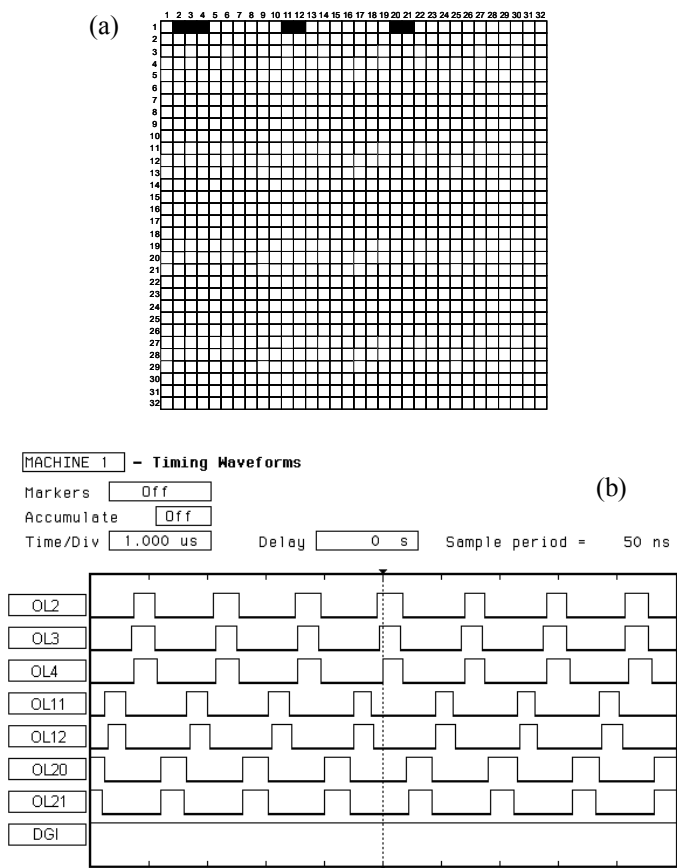 (a)
1 2 3 4 5 6 7 8 9 10 11 12 13 14 15 16 17 18 19 20 21 22 23 24 25 26 27 28 29 30 31 32
1
2
3
4
5
6
7
8
9
10
11
12
13
14
15
16
17
18
19
20
21
22
23
24
25
26
27
28
29
30
31
32
MACHINE 1 - Timing Waveforms
(b)
Markers Off
Accumulate Off
Time/Div 1.000 us Delay 0 s Sample period = 50 ns
OL2
OL3
OL4
OL11
OL12
OL20
OL21
DGI